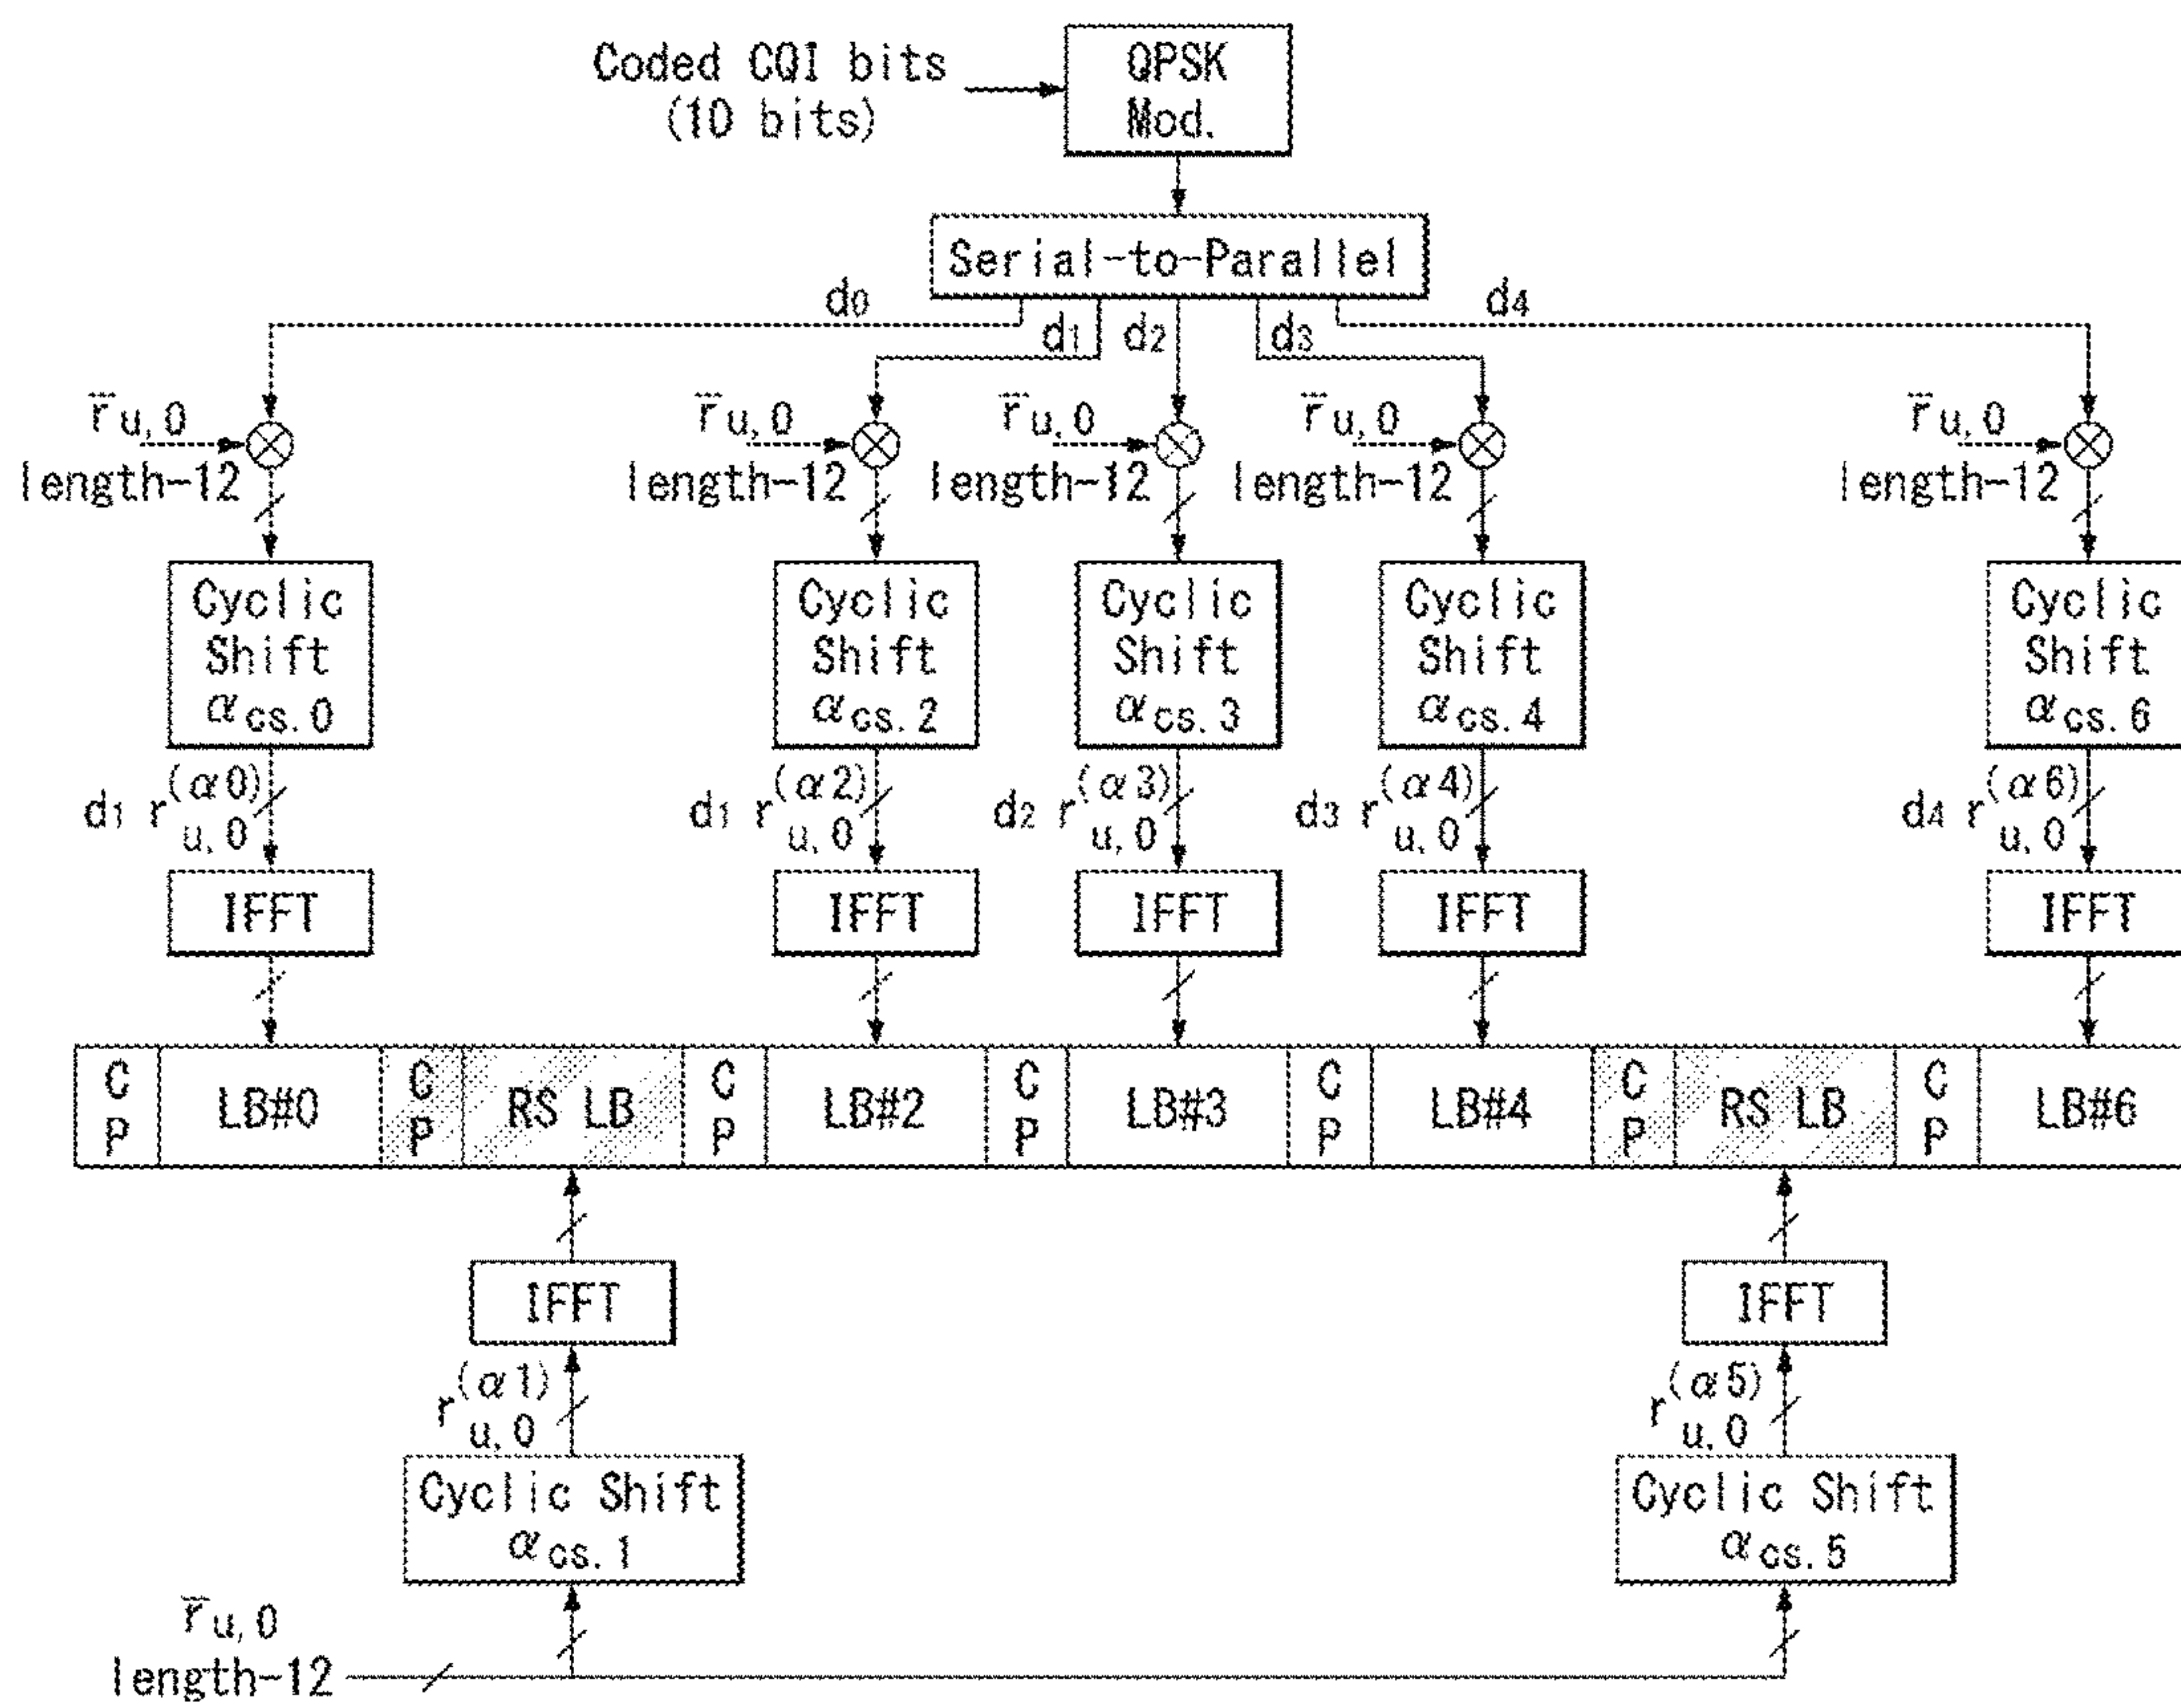 Coded CQI bits
(10 bits)
QPSK
Mod.
Serial-to-Parallel
d0
d1
d2
d3
d4
r̄u,0
length-12
r̄u,0
length-12
r̄u,0
length-12
r̄u,0
length-12
r̄u,0
length-12
Cyclic
Shift
αcs.0
Cyclic
Shift
αcs.2
Cyclic
Shift
αcs.3
Cyclic
Shift
αcs.4
Cyclic
Shift
αcs.6
d1 r(α0)u,0
d1 r(α2)u,0
d2 r(α3)u,0
d3 r(α4)u,0
d4 r(α6)u,0
IFFT
IFFT
IFFT
IFFT
IFFT
CP LB#0 CP RS LB CP LB#2 CP LB#3 CP LB#4 CP RS LB CP LB#6
IFFT
IFFT
r(α1)u,0
r(α5)u,0
Cyclic Shift
αcs.1
Cyclic Shift
αcs.5
r̄u,0
length-12